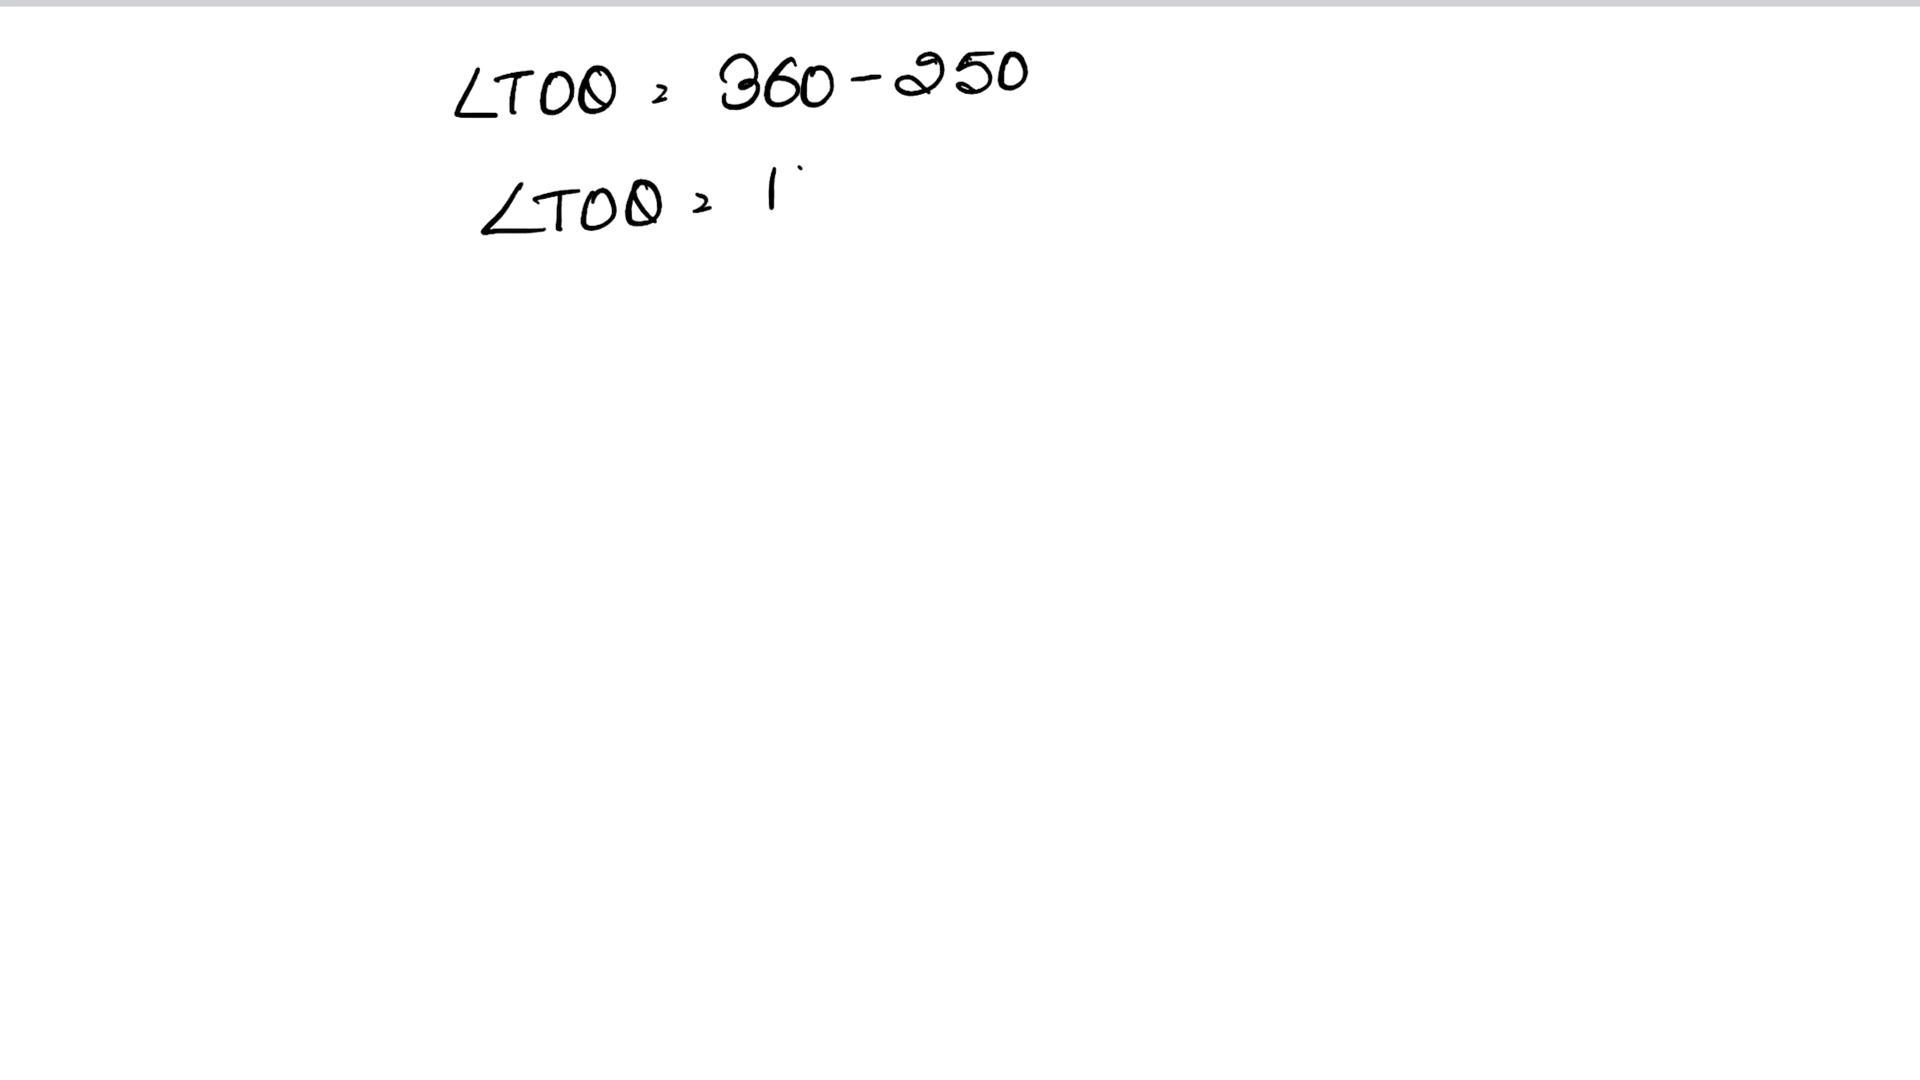 ∠TOQ = 360-250
∠TOQ = 1